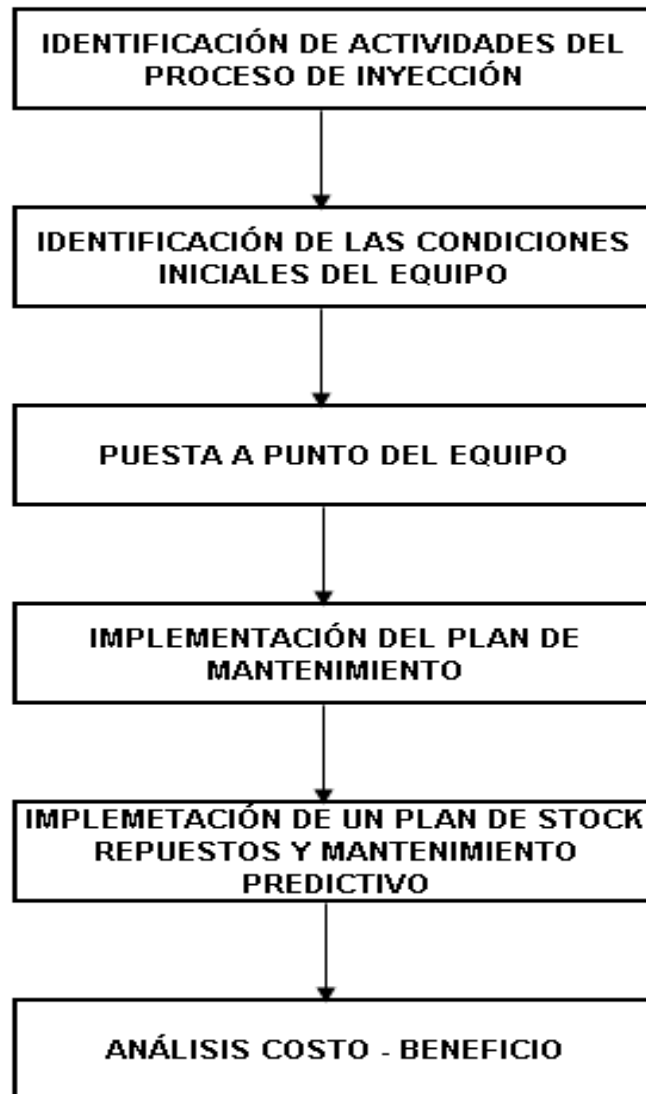 IDENTIFICACIÓN DE ACTIVIDADES DEL
PROCESO DE INYECCIÓN
IDENTIFICACIÓN DE LAS CONDICIONES
INICIALES DEL EQUIPO
PUESTA A PUNTO DEL EQUIPO
IMPLEMENTACIÓN DEL PLAN DE
MANTENIMIENTO
IMPLEMETACIÓN DE UN PLAN DE STOCK
REPUESTOS Y MANTENIMENTO
PREDICTIVO
ANÁLISIS COSTO - BENEFICIO